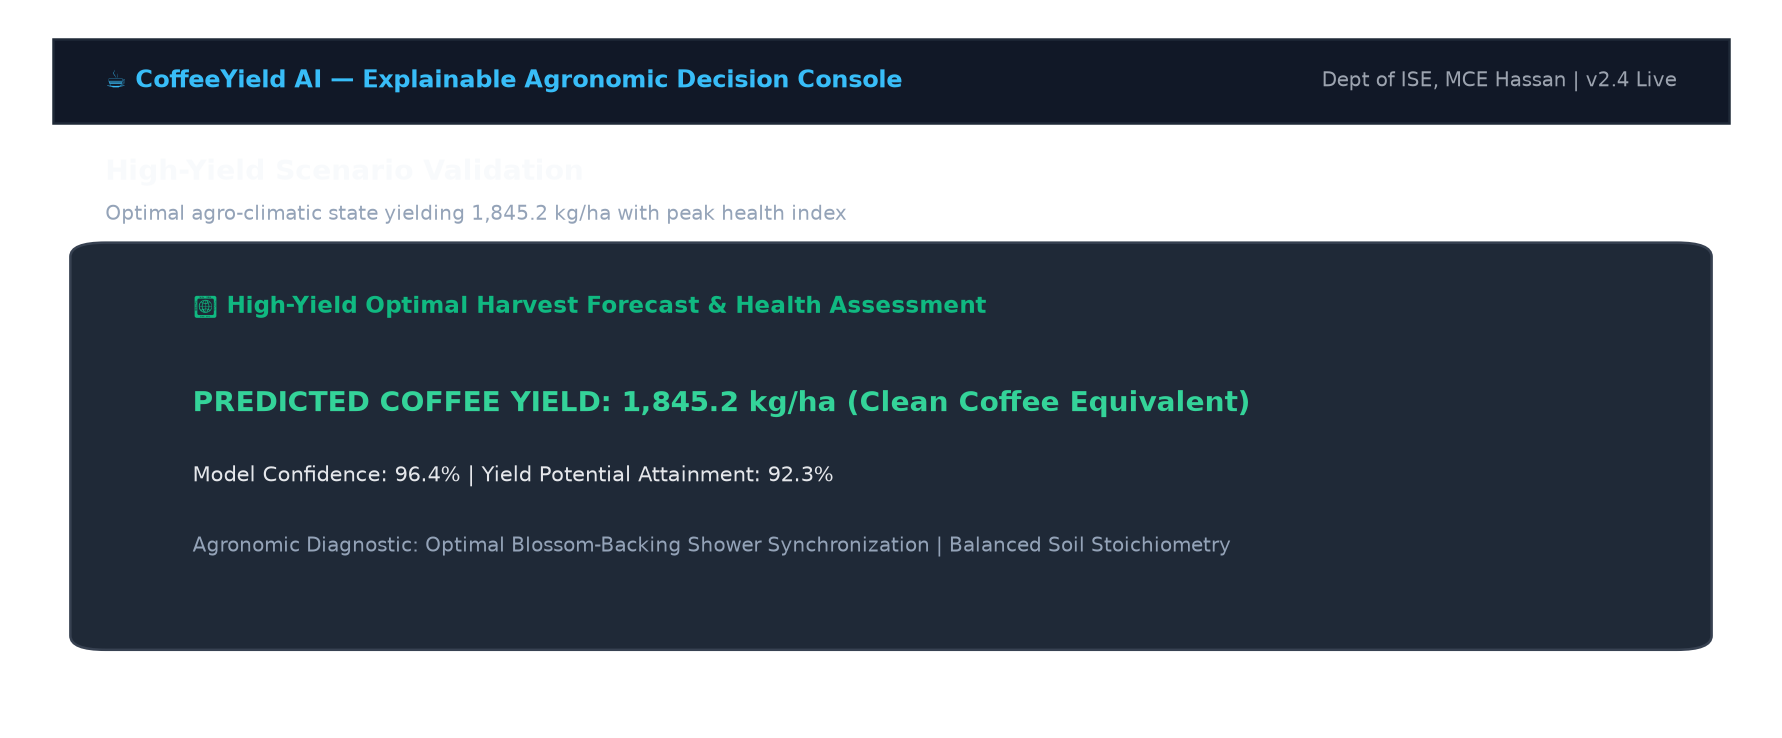 ☕ CoffeeYield AI — Explainable Agronomic Decision Console
Dept of ISE, MCE Hassan | v2.4 Live
High-Yield Scenario Validation
Optimal agro-climatic state yielding 1,845.2 kg/ha with peak health index
High-Yield Optimal Harvest Forecast & Health Assessment
PREDICTED COFFEE YIELD: 1,845.2 kg/ha (Clean Coffee Equivalent)
Model Confidence: 96.4% | Yield Potential Attainment: 92.3%
Agronomic Diagnostic: Optimal Blossom-Backing Shower Synchronization | Balanced Soil Stoichiometry